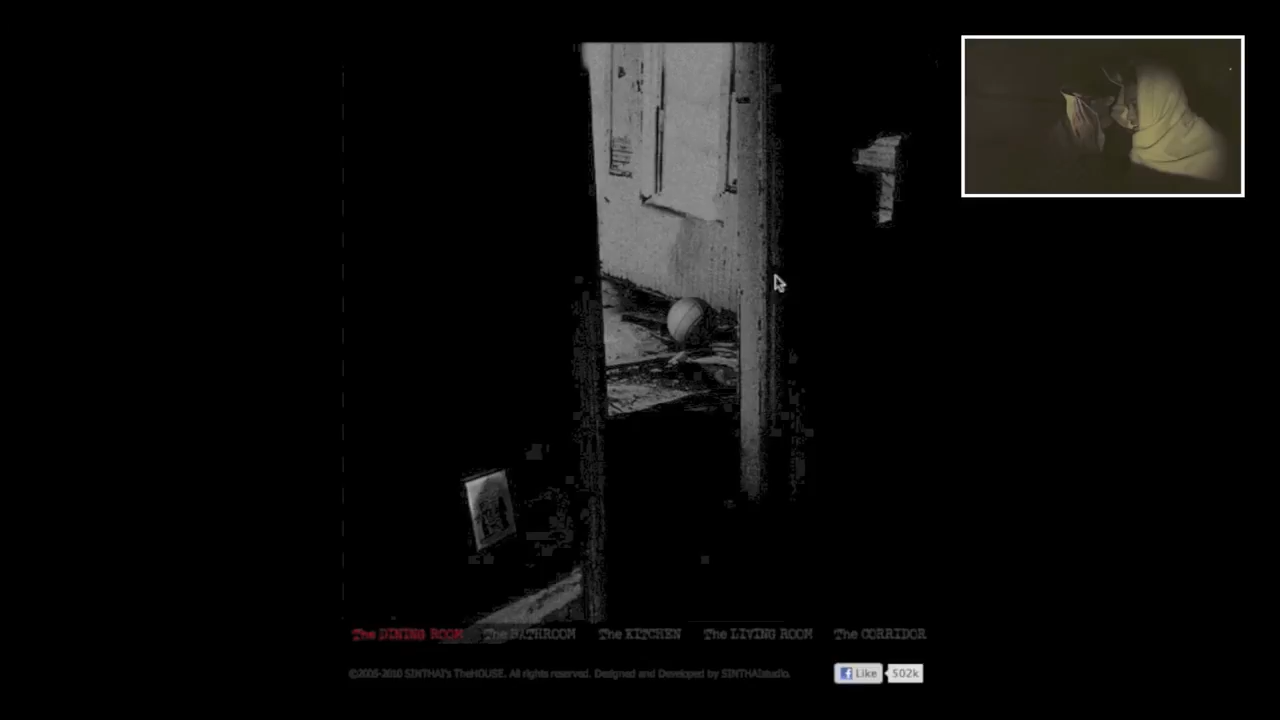 The DINING ROOM The BATHROOM The KITCHEN The LIVING ROOM The CORRIDOR
©2005-2010 SINTHAI's TheHOUSE. All rights reserved. Designed and Developed by SINTHAIstudio. Like 502k